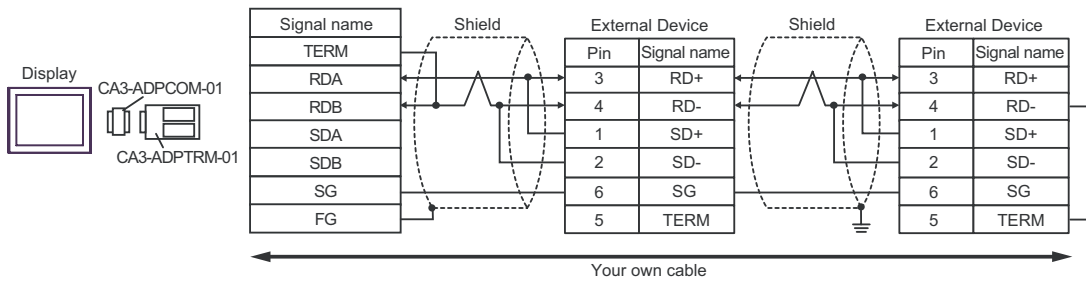 Display
CA3-ADPCOM-01
CA3-ADPTRM-01
Signal name
TERM
RDA
RDB
SDA
SDB
SG
FG
Shield
External Device
Pin Signal name
3 RD+
4 RD-
1 SD+
2 SD-
6 SG
5 TERM
Shield
External Device
Pin Signal name
3 RD+
4 RD-
1 SD+
2 SD-
6 SG
5 TERM
Your own cable